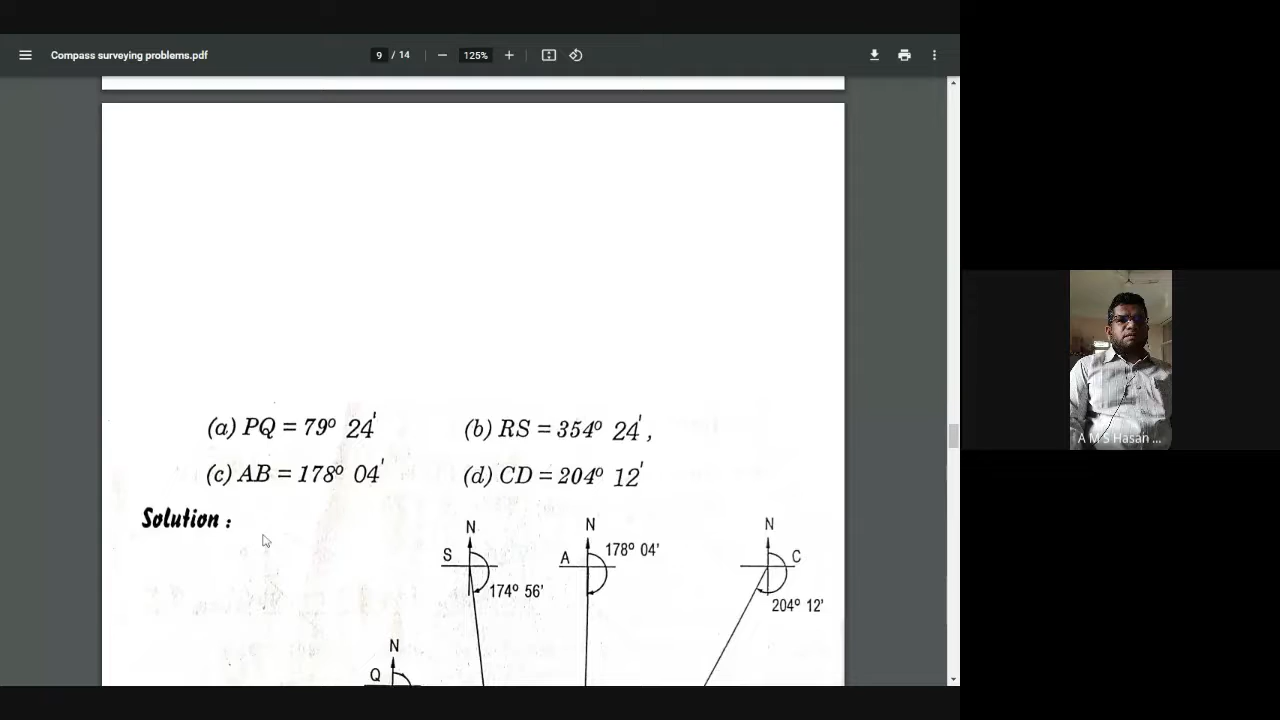 Compass surveying problems.pdf
9 / 14
125%
(a) PQ = 79° 24' (b) RS = 354° 24',
(c) AB = 178° 04' (d) CD = 204° 12'
Solution :
N N N
S A 178° 04' C
174° 56' 204° 12'
N
Q
A M S Hasan ...